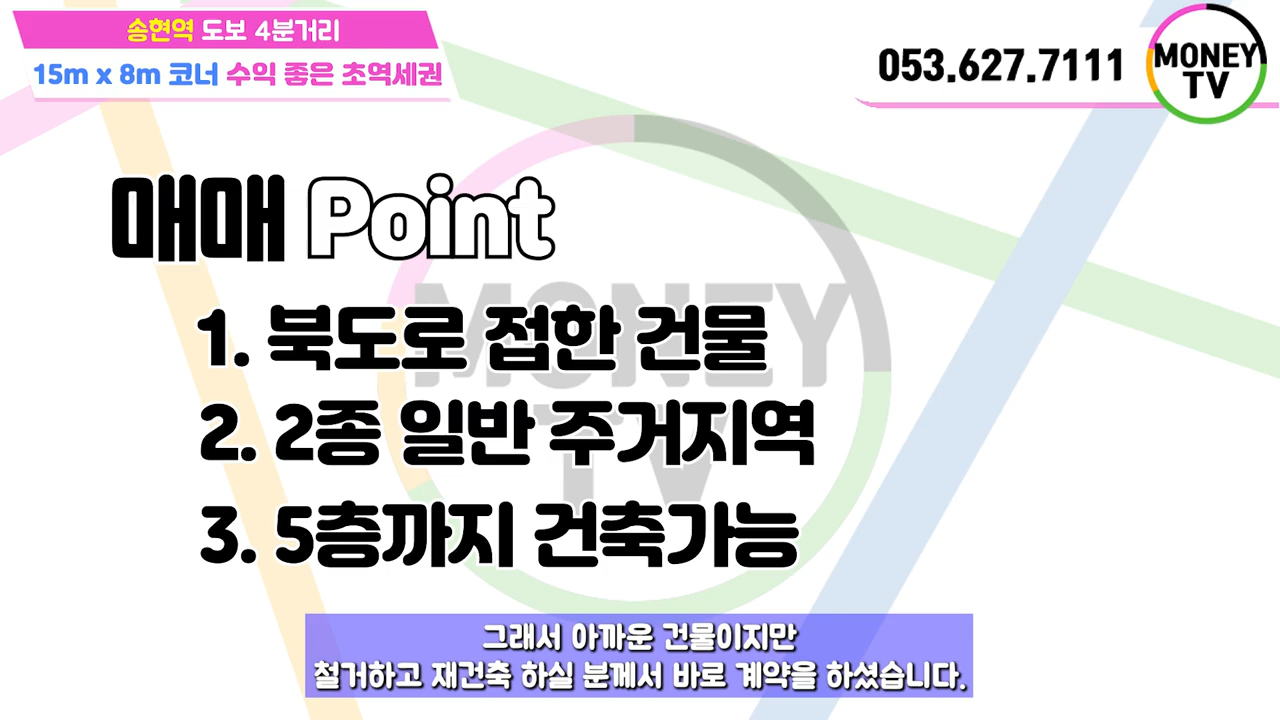 송현역 도보 4분거리
15m x 8m 코너 수익 좋은 초역세권
053.627.7111
MONEY
TV
매매 Point
MONEY
TV
1. 북도로 접한 건물
2. 2종 일반 주거지역
3. 5층까지 건축가능
그래서 아까운 건물이지만
철거하고 재건축 하실 분께서 바로 계약을 하셨습니다.